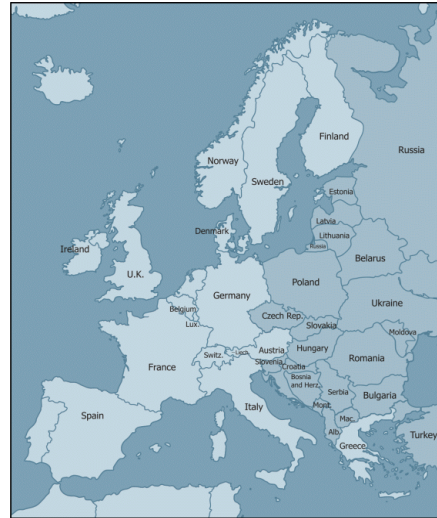 Finland
Russia
Norway
Sweden
Estonia
Latvia
Denmark
Lithuania
Russia
Ireland
Belarus
U.K.
Poland
Germany
Ukraine
Belgium
Czech Rep.
Lux.
Slovakia
Moldova
Switz.
Austria
Hungary
Romania
France
Slovenia
Croatia
Bosnia
and Herz.
Serbia
Bulgaria
Mont.
Italy
Spain
Mac.
Alb.
Greece
Turkey